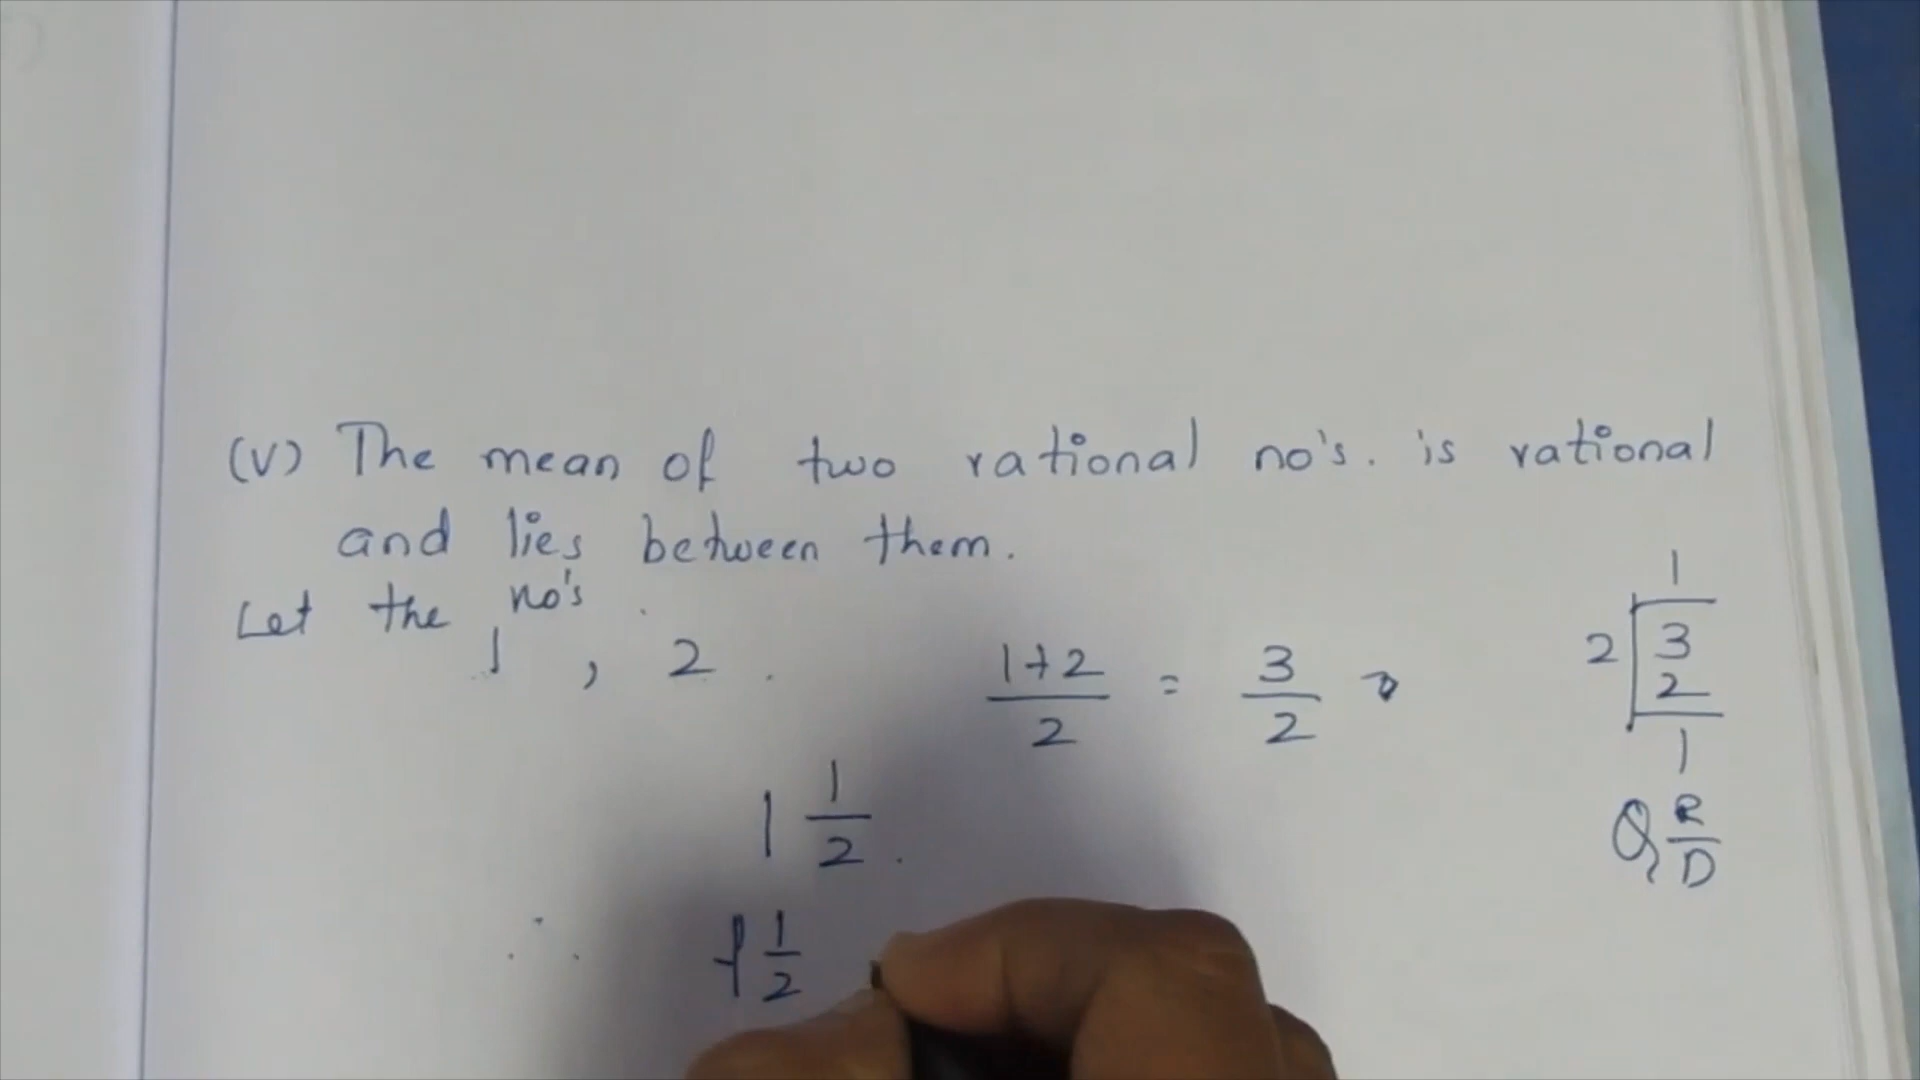 (V) The mean of two rational no's. is rational
and lies between them.
Let the no's
1 , 2 .
1+2/2 = 3/2
1
2 | 3
2
1
1 1/2 .
Q R/D
∴ 1 1/2